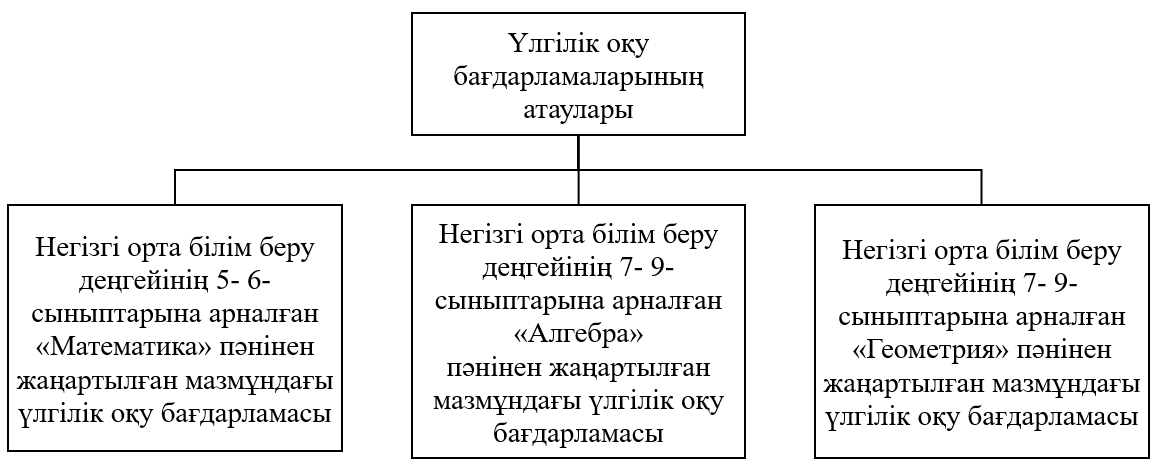 Үлгілік оқу
бағдарламаларының
атаулары
Негізгі орта білім беру
деңгейінің 5- 6-
сыныптарына арналған
«Математика» пәнінен
жаңартылған мазмұндағы
үлгілік оқу бағдарламасы
Негізгі орта білім беру
деңгейінің 7- 9-
сыныптарына арналған
«Алгебра»
пәнінен жаңартылған
мазмұндағы үлгілік оқу
бағдарламасы
Негізгі орта білім беру
деңгейінің 7- 9-
сыныптарына арналған
«Геометрия» пәнінен
жаңартылған мазмұндағы
үлгілік оқу бағдарламасы